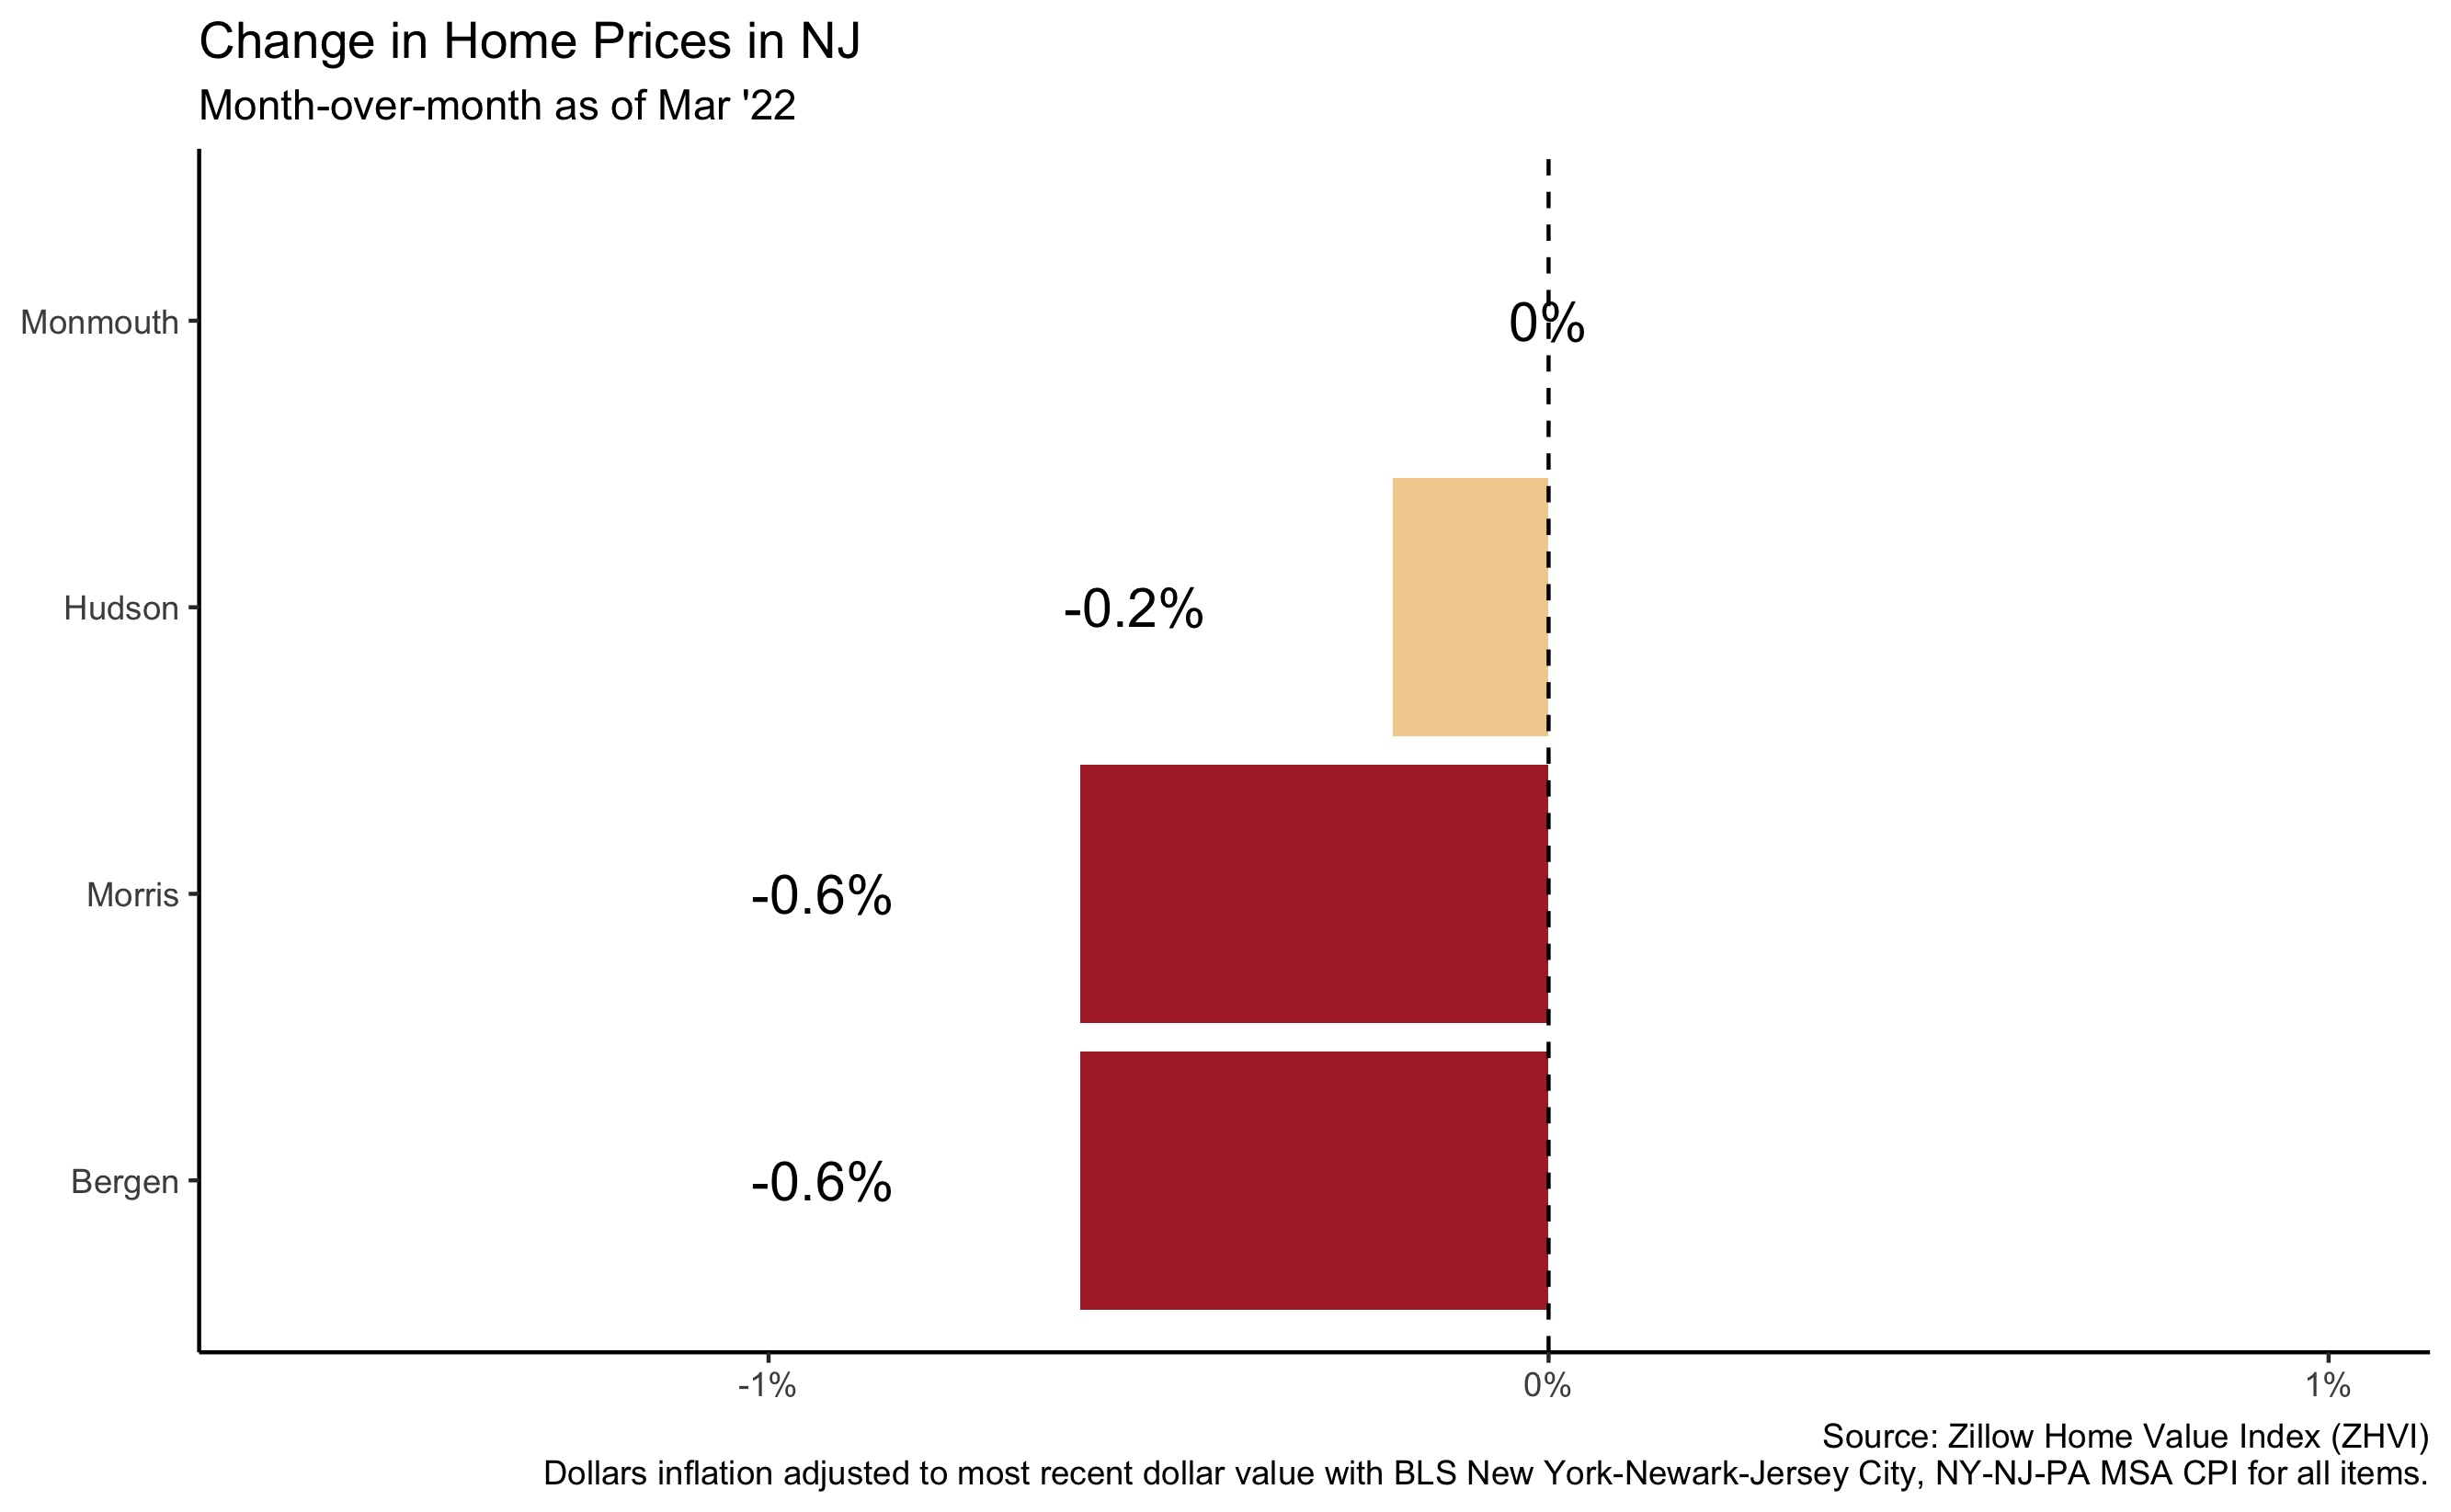 Change in Home Prices in NJ
Month-over-month as of Mar '22
Monmouth
0%
Hudson
-0.2%
Morris
-0.6%
Bergen
-0.6%
-1%
0%
1%
Source: Zillow Home Value Index (ZHVI)
Dollars inflation adjusted to most recent dollar value with BLS New York-Newark-Jersey City, NY-NJ-PA MSA CPI for all items.